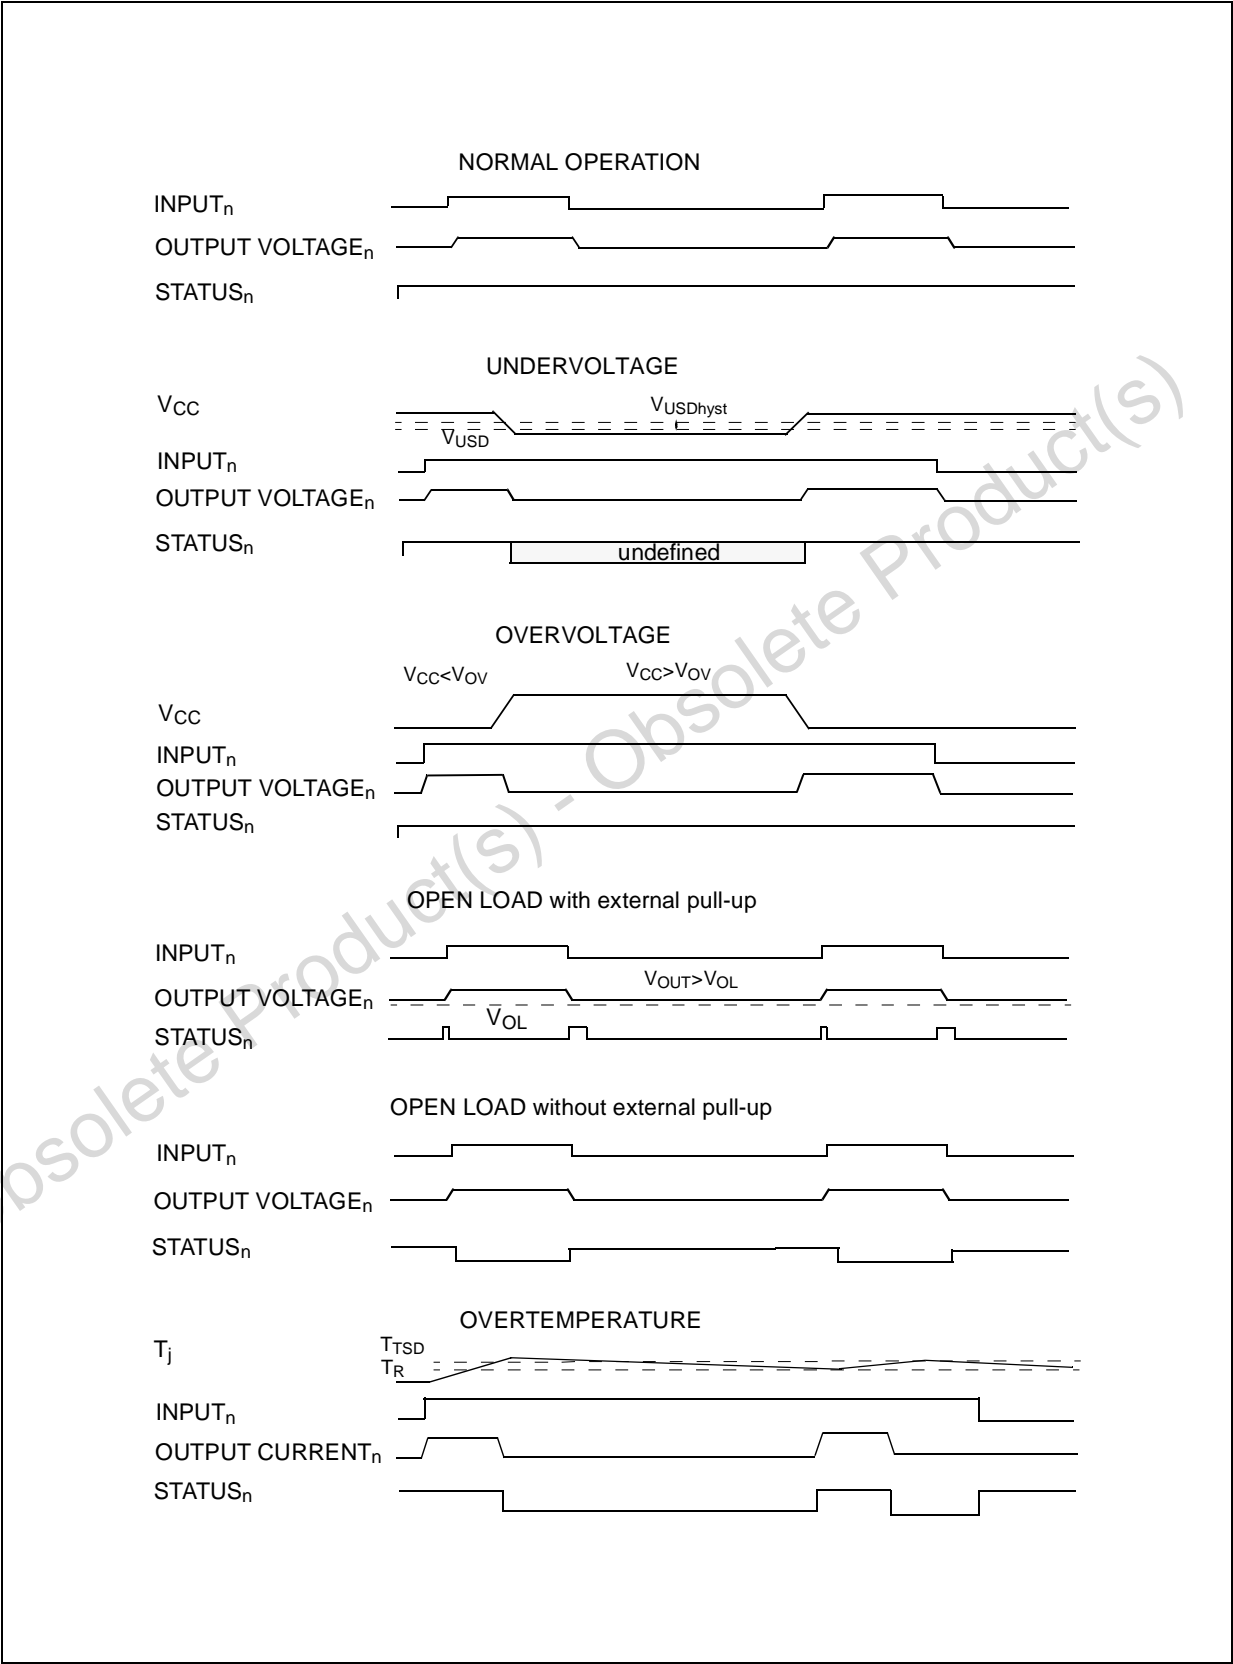 NORMAL OPERATION
INPUTn
OUTPUT VOLTAGEn
STATUSn
UNDERVOLTAGE
VCC
VUSDhyst
VUSD
INPUTn
OUTPUT VOLTAGEn
STATUSn
undefined
OVERVOLTAGE
VCC<VOV
VCC>VOV
VCC
INPUTn
OUTPUT VOLTAGEn
STATUSn
OPEN LOAD with external pull-up
INPUTn
VOUT>VOL
OUTPUT VOLTAGEn
VOL
STATUSn
OPEN LOAD without external pull-up
INPUTn
OUTPUT VOLTAGEn
STATUSn
OVERTEMPERATURE
Tj
TTSD
TR
INPUTn
OUTPUT CURRENTn
STATUSn
bsolete Product(s) - Obsolete Product(s)